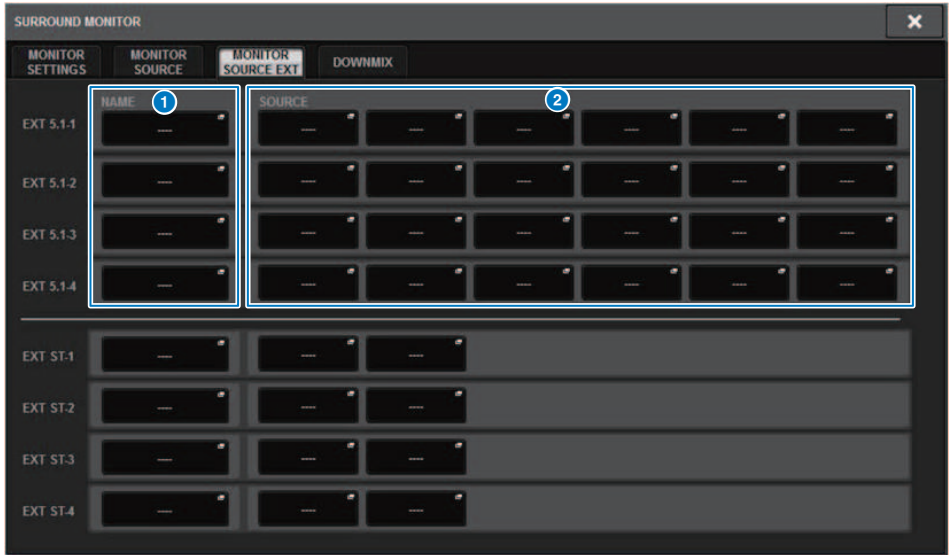 SURROUND MONITOR
MONITOR SETTINGS MONITOR SOURCE MONITOR SOURCE EXT DOWNMIX
NAME 1 SOURCE 2
EXT 5.1-1 ---- ---- ---- ---- ---- ---- ----
EXT 5.1-2 ---- ---- ---- ---- ---- ---- ----
EXT 5.1-3 ---- ---- ---- ---- ---- ---- ----
EXT 5.1-4 ---- ---- ---- ---- ---- ---- ----
EXT ST-1 ---- ---- ----
EXT ST-2 ---- ---- ----
EXT ST-3 ---- ---- ----
EXT ST-4 ---- ---- ----